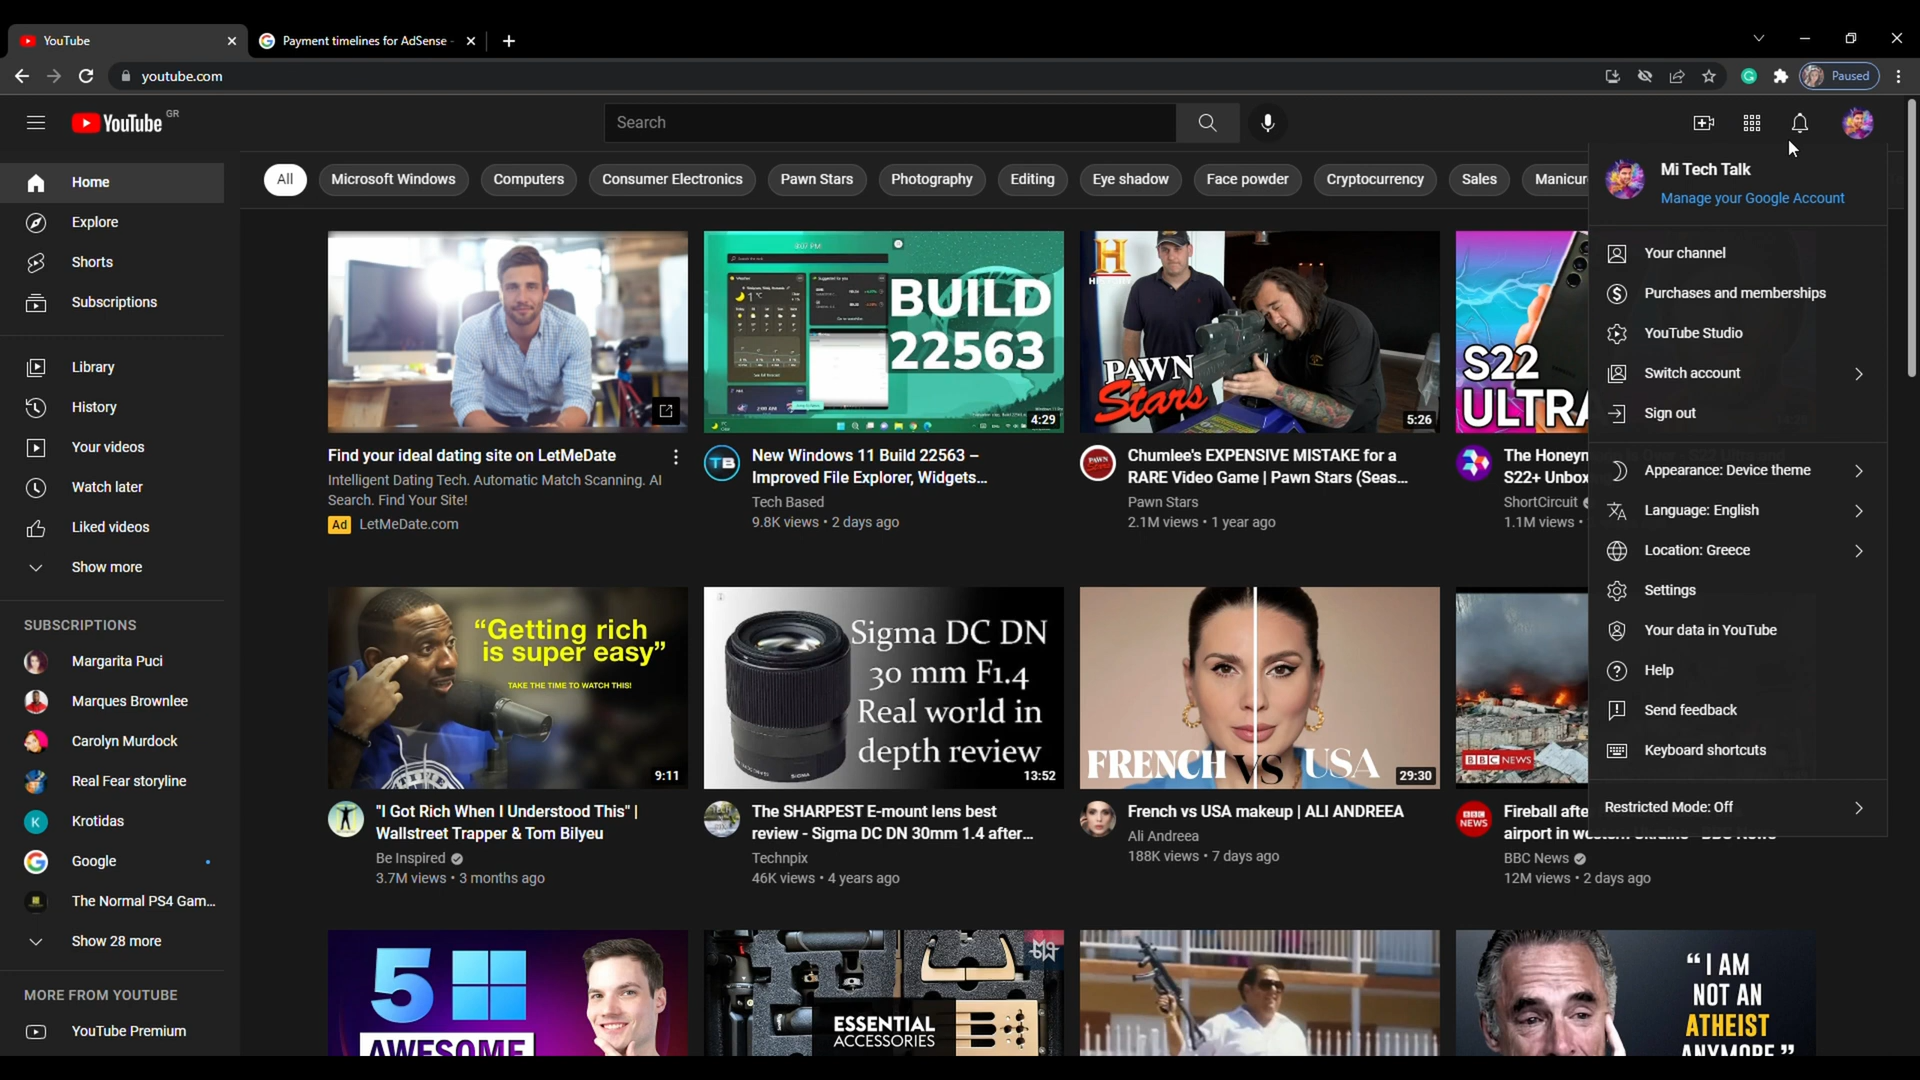 YouTube
Payment timelines for AdSense -
youtube.com
Paused
YouTube GR
Search
Home
Explore
Shorts
Subscriptions
Library
History
Your videos
Watch later
Liked videos
Show more
SUBSCRIPTIONS
Margarita Puci
Marques Brownlee
Carolyn Murdock
Real Fear storyline
K
Krotidas
Google
The Normal PS4 Gam...
Show 28 more
MORE FROM YOUTUBE
YouTube Premium
All
Microsoft Windows
Computers
Consumer Electronics
Pawn Stars
Photography
Editing
Eye shadow
Face powder
Cryptocurrency
Sales
Manicur
Find your ideal dating site on LetMeDate
Intelligent Dating Tech. Automatic Match Scanning. AI
Search. Find Your Site!
Ad LetMeDate.com
BUILD
22563
4:29
TB
New Windows 11 Build 22563 –
Improved File Explorer, Widgets...
Tech Based
9.8K views • 2 days ago
H
HISTORY
PAWN
Stars
5:26
Chumlee's EXPENSIVE MISTAKE for a
RARE Video Game | Pawn Stars (Seas...
Pawn Stars
2.1M views • 1 year ago
S22
ULTRA
The Honeyn
S22+ Unbox
ShortCircuit
1.1M views •
“Getting rich
is super easy”
TAKE THE TIME TO WATCH THIS!
9:11
"I Got Rich When I Understood This" |
Wallstreet Trapper & Tom Bilyeu
Be Inspired
3.7M views • 3 months ago
Sigma DC DN
30 mm F1.4
Real world in
depth review
SIGMA
13:52
The SHARPEST E-mount lens best
review - Sigma DC DN 30mm 1.4 after...
Technpix
46K views • 4 years ago
FRENCH VS USA
29:30
French vs USA makeup | ALI ANDREEA
Ali Andreea
188K views • 7 days ago
BBC NEWS
BBC
NEWS
Fireball afte
airport in
BBC News
12M views • 2 days ago
5
AWESOME
ESSENTIAL
ACCESSORIES
“I AM
NOT AN
ATHEIST
ANYMORE”
Mi Tech Talk
Manage your Google Account
Your channel
Purchases and memberships
YouTube Studio
Switch account
Sign out
Appearance: Device theme
Language: English
Location: Greece
Settings
Your data in YouTube
Help
Send feedback
Keyboard shortcuts
Restricted Mode: Off